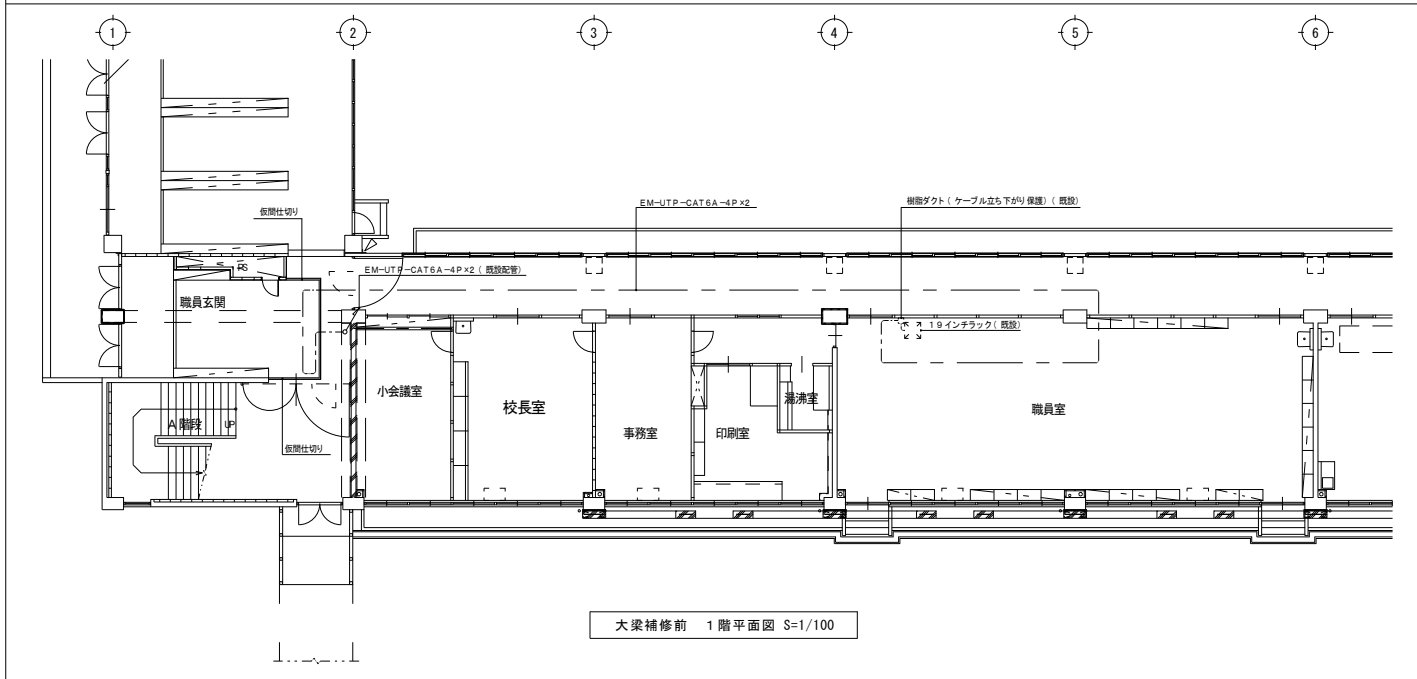 1 2 3 4 5 6
EM-UTP-CAT6A-4P×2
樹脂ダクト（ケーブル立ち下がり保護）（既設）
仮間仕切り
PS
EM-UTP-CAT6A-4P×2（既設配管）
職員玄関
19インチラック（既設）
小会議室
校長室
湯沸室
職員室
A階段
UP
事務室
印刷室
仮間仕切り
大梁補修前 1階平面図 S=1/100